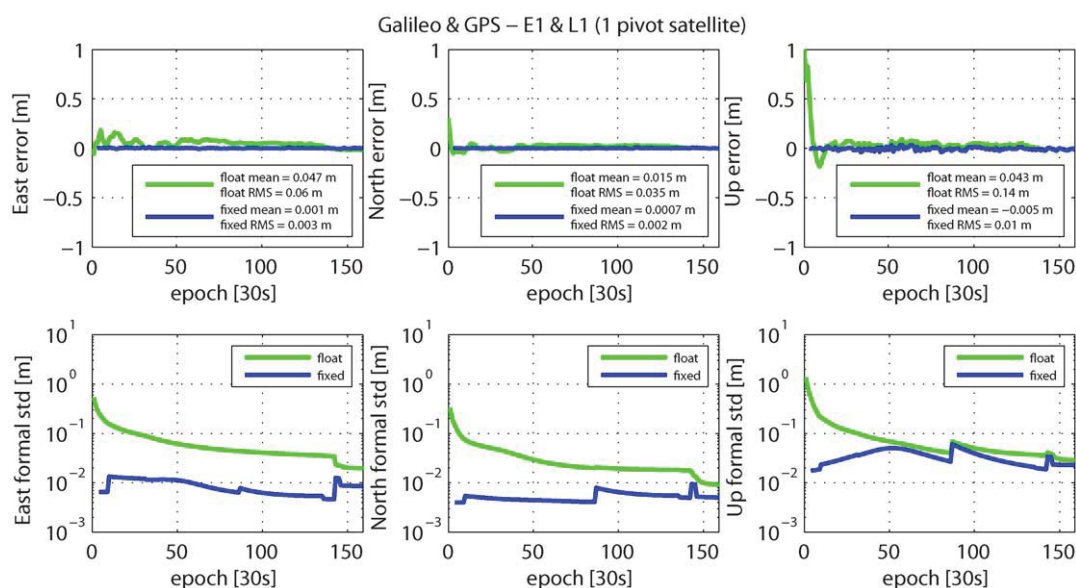 Galileo & GPS − E1 & L1 (1 pivot satellite)
East error [m]
1
0.5
0
−0.5
−1
float mean = 0.047 m
float RMS = 0.06 m
fixed mean = 0.001 m
fixed RMS = 0.003 m
0 50 100 150
epoch [30s]
North error [m]
1
0.5
0
−0.5
−1
float mean = 0.015 m
float RMS = 0.035 m
fixed mean = 0.0007 m
fixed RMS = 0.002 m
0 50 100 150
epoch [30s]
Up error [m]
1
0.5
0
−0.5
−1
float mean = 0.043 m
float RMS = 0.14 m
fixed mean = −0.005 m
fixed RMS = 0.01 m
0 50 100 150
epoch [30s]
East formal std [m]
10^1
10^0
10^−1
10^−2
10^−3
float
fixed
0 50 100 150
epoch [30s]
North formal std [m]
10^1
10^0
10^−1
10^−2
10^−3
float
fixed
0 50 100 150
epoch [30s]
Up formal std [m]
10^1
10^0
10^−1
10^−2
10^−3
float
fixed
0 50 100 150
epoch [30s]